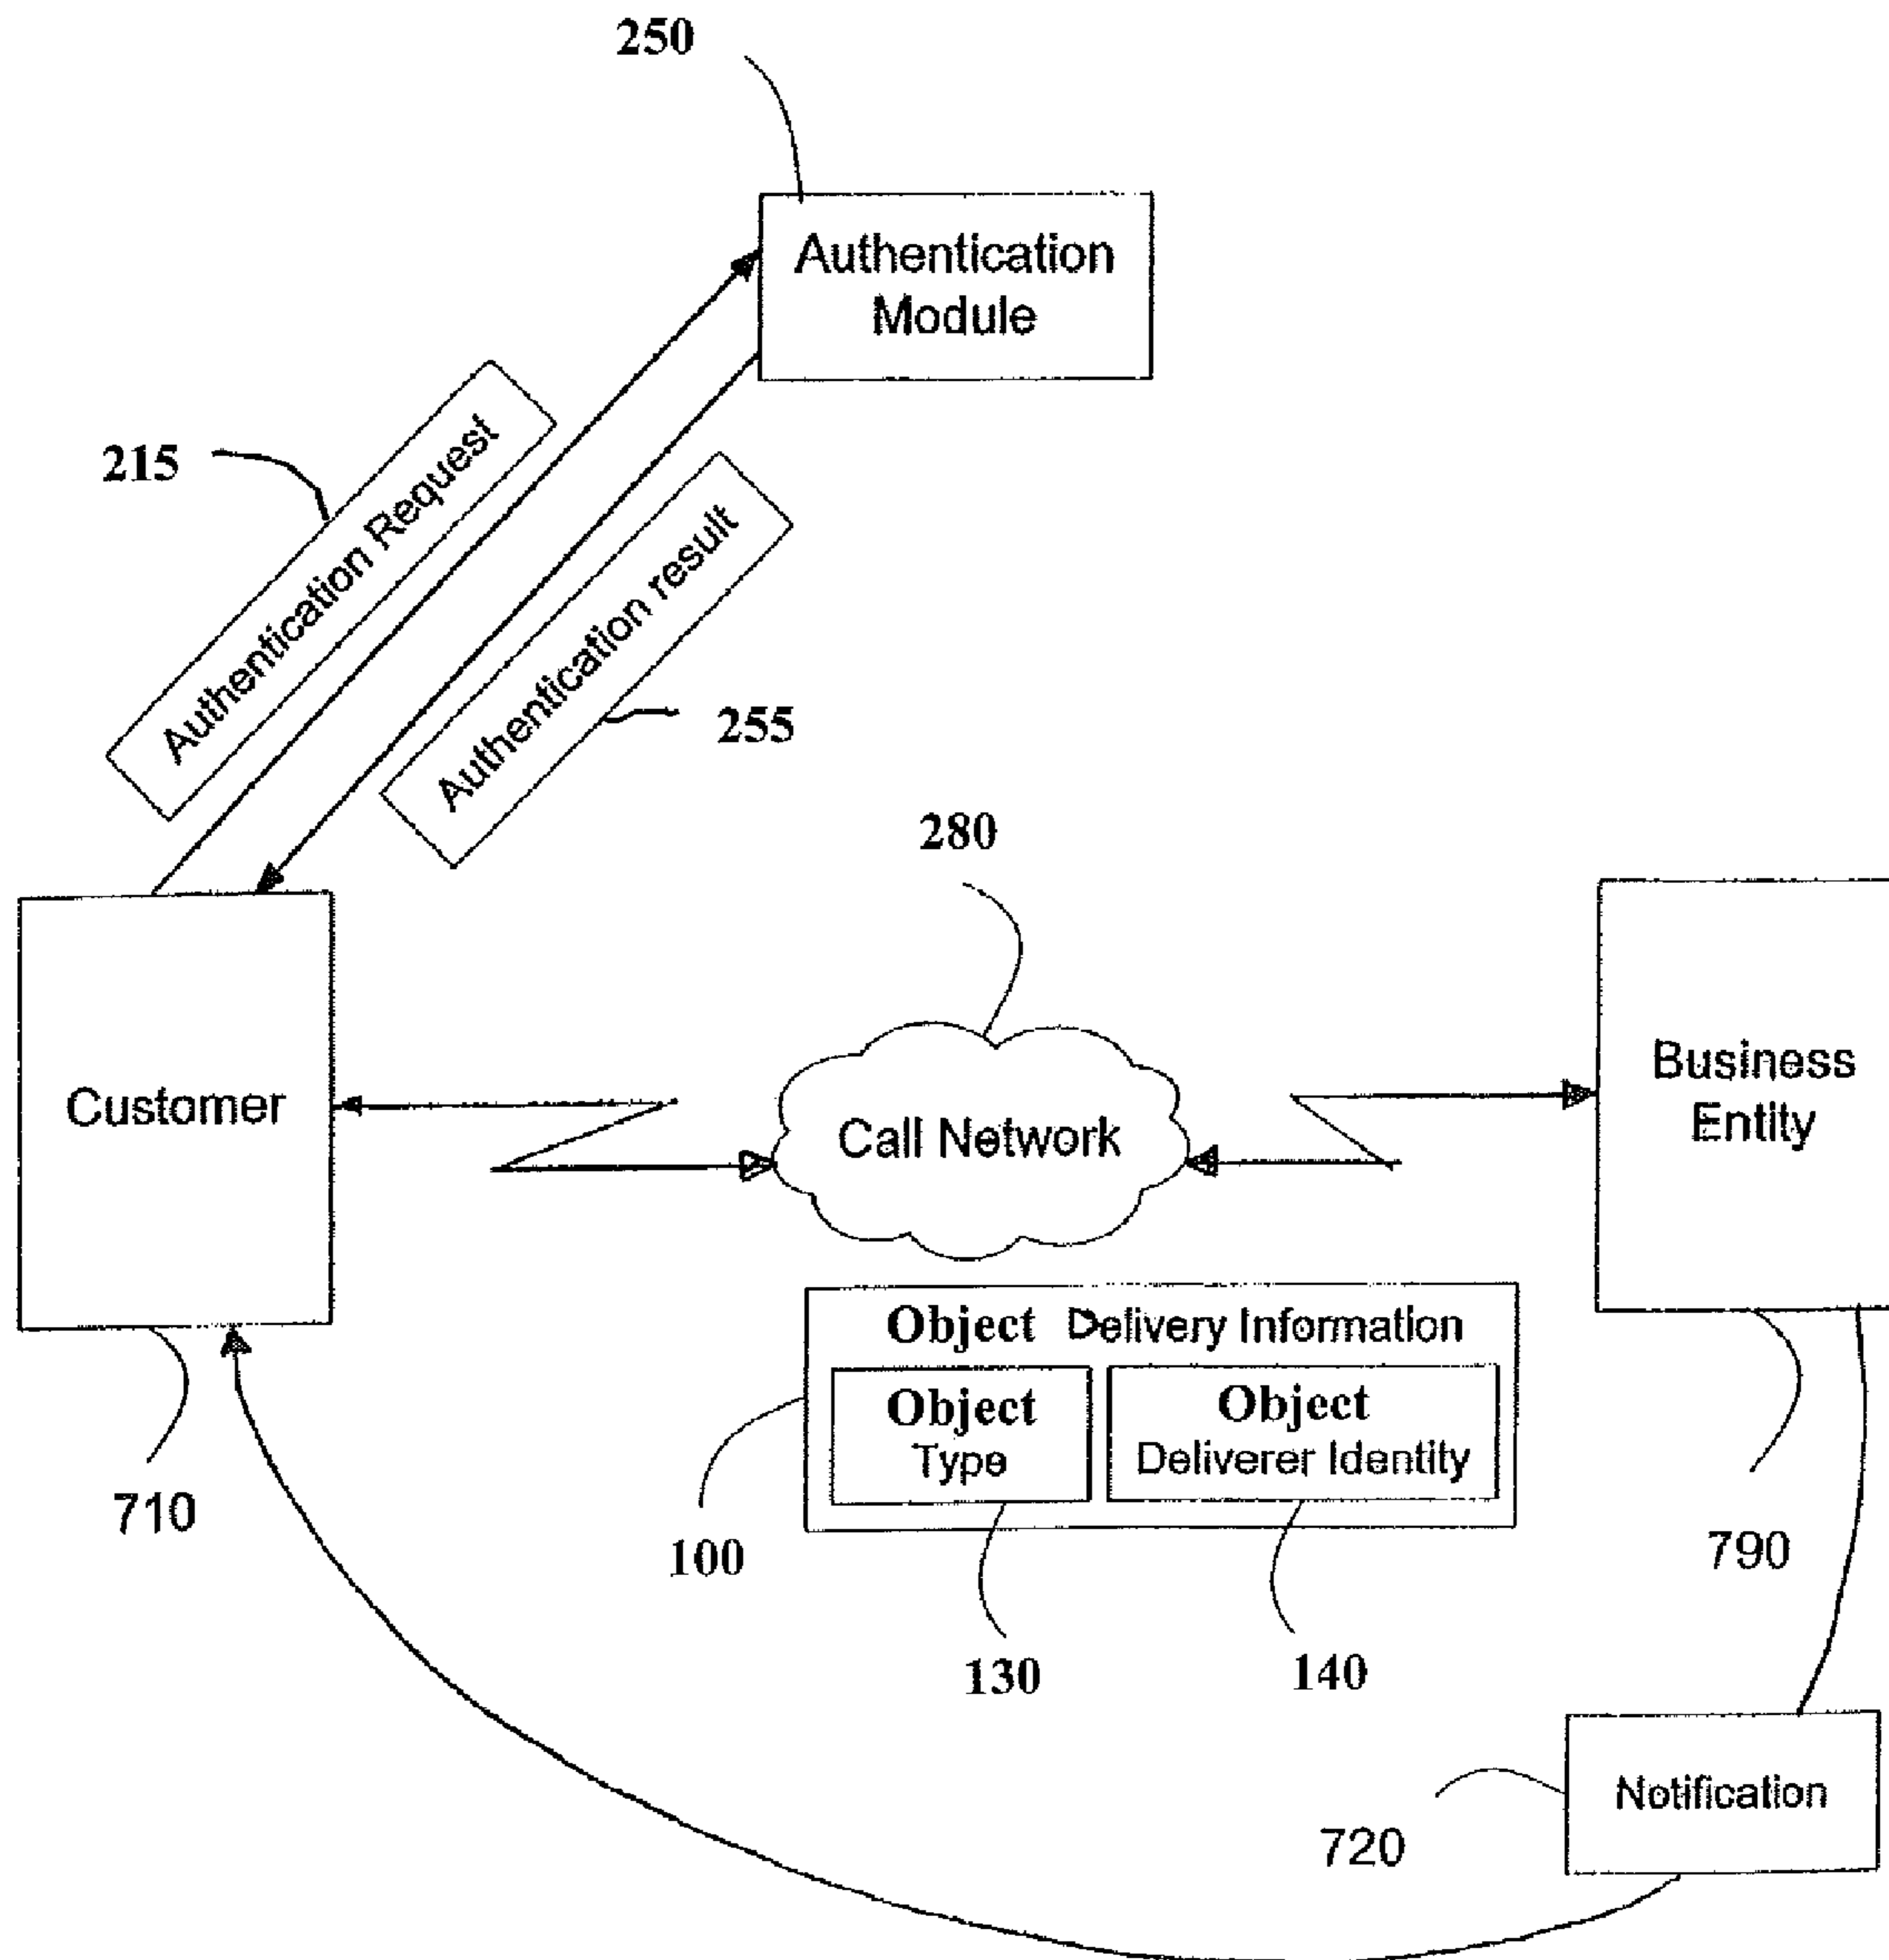 250
Authentication
Module
215
Authentication Request
Authentication result
255
280
Customer
Call Network
Business
Entity
Object Delivery Information
Object
Type
Object
Deliverer Identity
710
100
790
130
140
Notification
720